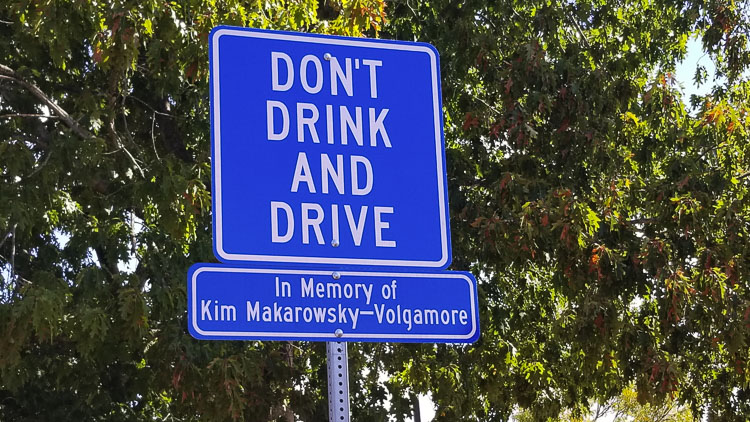 DON'T
DRINK
AND
DRIVE
In Memory of
Kim Makarowsky–Volgamore